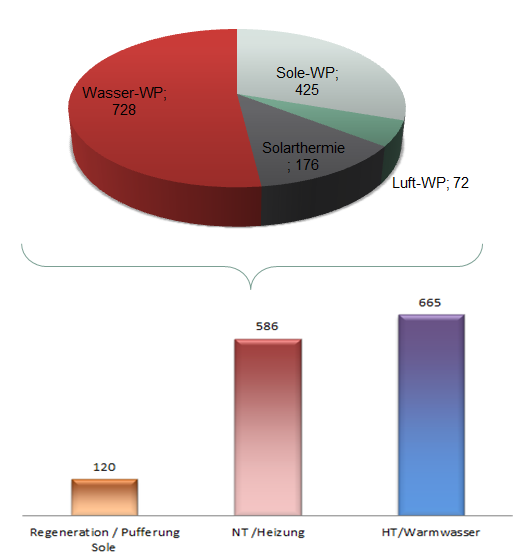 Sole-WP;
425
Wasser-WP;
728
Solarthermie
; 176
Luft-WP; 72
665
586
120
Regeneration / Pufferung
Sole
NT /Heizung
HT/Warmwasser